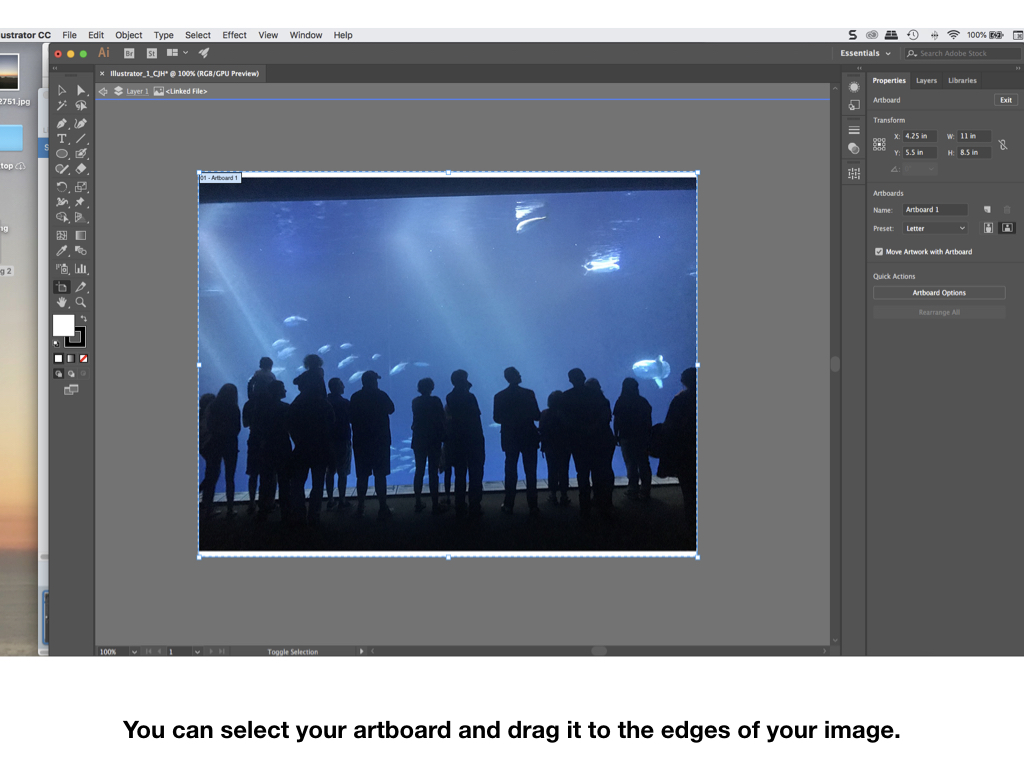 ustrator CC File Edit Object Type Select Effect View Window Help 100%
Ai Br St Essentials Search Adobe Stock
× Illustrator_1_CJH* @ 100% (RGB/GPU Preview)
Layer 1 <Linked File>
2751.jpg
top
ng
g 2
01 - Artboard 1
Properties Layers Libraries
Artboard Exit
Transform
X: 4.25 in W: 11 in
Y: 5.5 in H: 8.5 in
Artboards
Name: Artboard 1
Preset: Letter
Move Artwork with Artboard
Quick Actions
Artboard Options
Rearrange All
100% 1 Toggle Selection
You can select your artboard and drag it to the edges of your image.